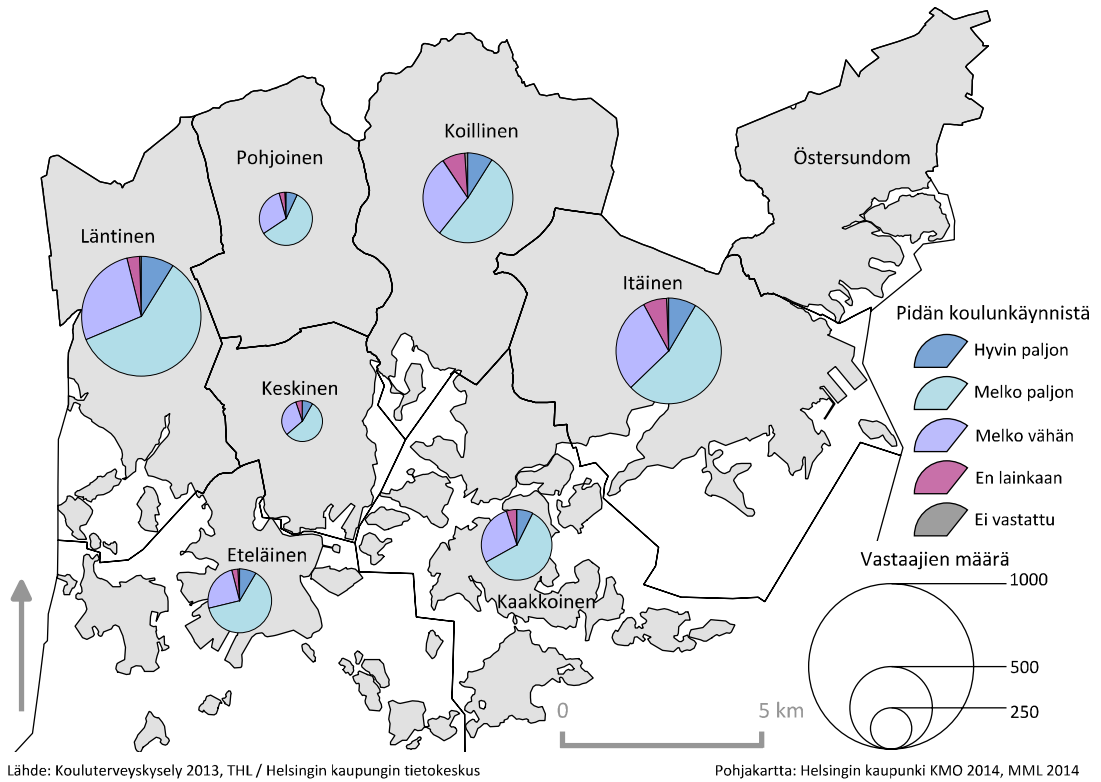 Koillinen
Pohjoinen
Östersundom
Läntinen
Itäinen
Pidän koulunkäynnistä
Hyvin paljon
Keskinen
Melko paljon
Melko vähän
En lainkaan
Ei vastattu
Eteläinen
Vastaajien määrä
1000
Kaakkoinen
500
0
5 km
250
Lähde: Kouluterveyskysely 2013, THL / Helsingin kaupungin tietokeskus
Pohjakartta: Helsingin kaupunki KMO 2014, MML 2014